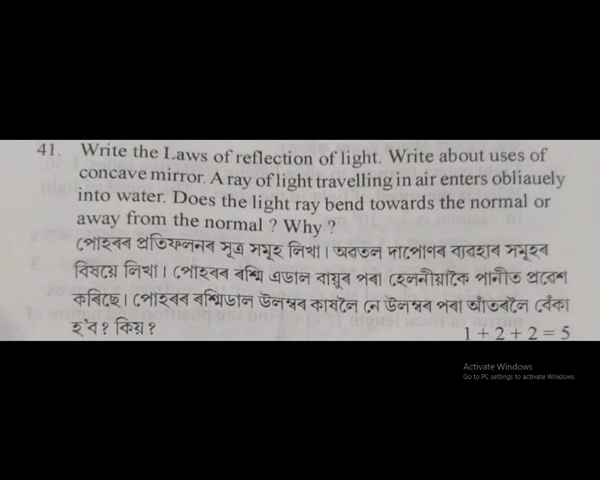 41. Write the Laws of reflection of light. Write about uses of
concave mirror. A ray of light travelling in air enters obliauely
into water. Does the light ray bend towards the normal or
away from the normal ? Why ?
পোহৰৰ প্ৰতিফলনৰ সূত্ৰ সমূহ লিখা। অৱতল দাপোণৰ ব্যৱহাৰ সমূহৰ
বিষয়ে লিখা। পোহৰৰ ৰশ্মি এডাল বায়ুৰ পৰা হেলনীয়াকৈ পানীত প্ৰবেশ
কৰিছে। পোহৰৰ ৰশ্মিডাল উলম্বৰ কাষলৈ নে উলম্বৰ পৰা আঁতৰলৈ বেঁকা
হ'ব? কিয়?
1 + 2 + 2 = 5
Activate Windows
Go to PC settings to activate Windows.